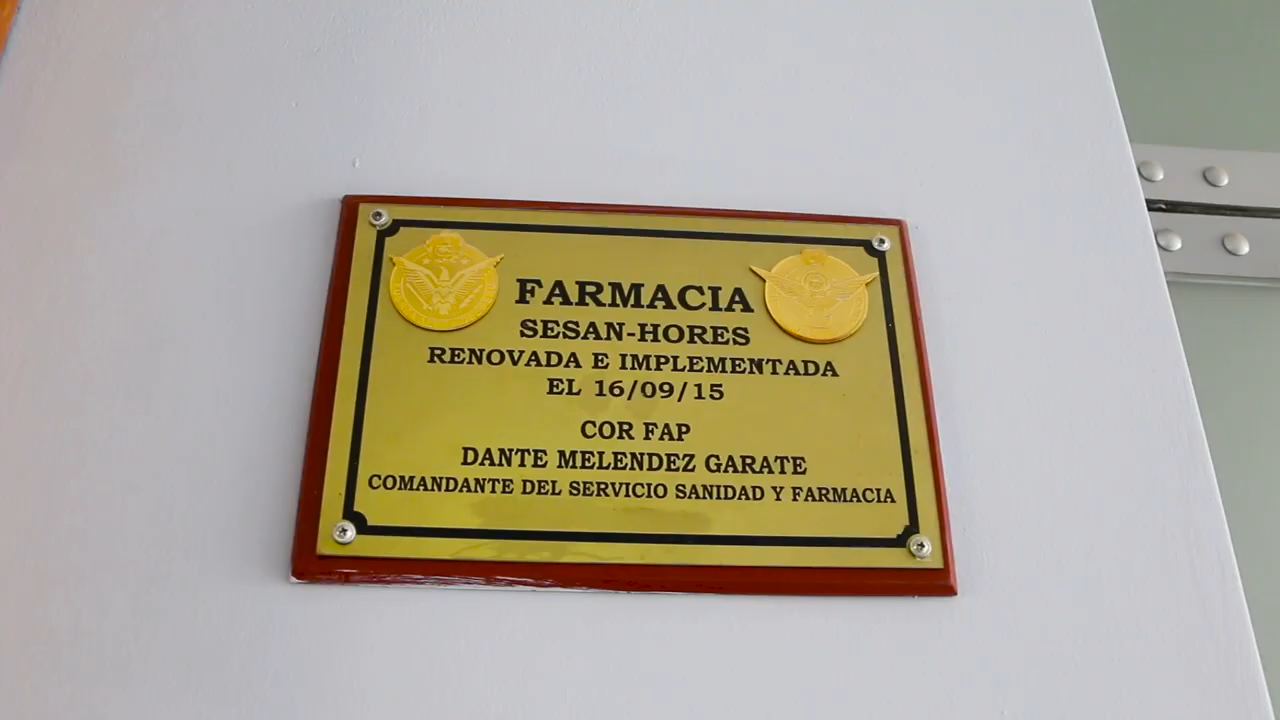 FARMACIA
SESAN-HORES
RENOVADA E IMPLEMENTADA
EL 16/09/15
COR FAP
DANTE MELENDEZ GARATE
COMANDANTE DEL SERVICIO SANIDAD Y FARMACIA